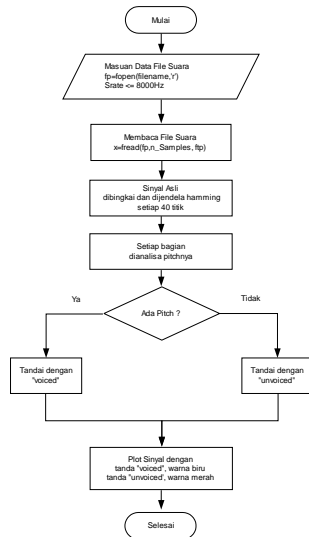 Mulai
Masuan Data File Suara
fp=fopen(filename,'r')
Srate <= 8000Hz
Membaca File Suara
x=fread(fp,n_Samples, ftp)
Sinyal Asli
dibingkai dan dijendela hamming
setiap 40 titik
Setiap bagian
dianalisa pitchnya
Ya
Ada Pitch ?
Tidak
Tandai dengan
"voiced"
Tandai dengan
"unvoiced"
Plot Sinyal dengan
tanda "voiced", warna biru
tanda "unvoiced', warna merah
Selesai